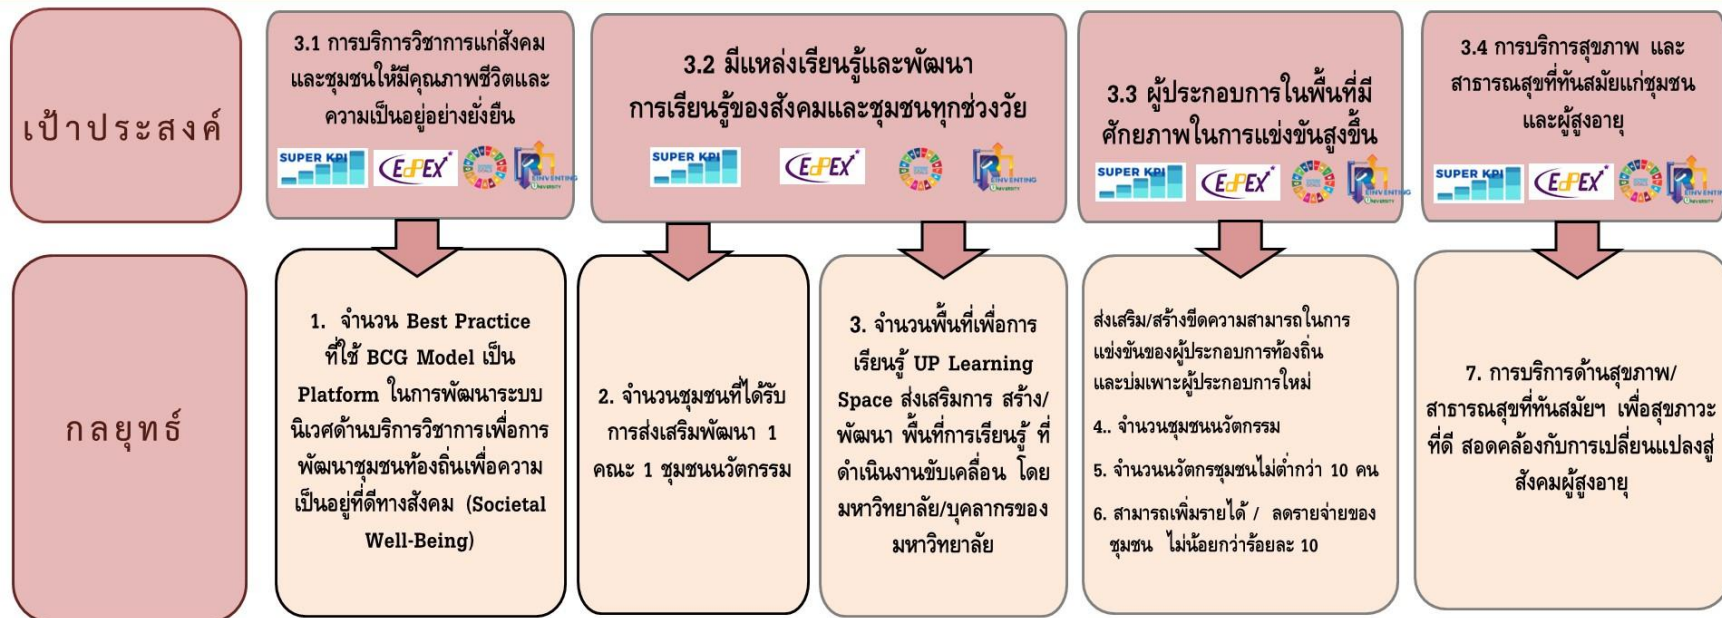 เป้าประสงค์
3.1 การบริการวิชาการแก่สังคม
และชุมชนให้มีคุณภาพชีวิตและ
ความเป็นอยู่อย่างยั่งยืน
SUPER KPI
EdPEX
REINVENTING
UNIVERSITY
3.2 มีแหล่งเรียนรู้และพัฒนา
การเรียนรู้ของสังคมและชุมชนทุกช่วงวัย
SUPER KPI
EdPEX
REINVENTING
UNIVERSITY
3.3 ผู้ประกอบการในพื้นที่มี
ศักยภาพในการแข่งขันสูงขึ้น
SUPER KPI
EdPEX
REINVENTING
UNIVERSITY
3.4 การบริการสุขภาพ และ
สาธารณสุขที่ทันสมัยแก่ชุมชน
และผู้สูงอายุ
SUPER KPI
EdPEX
REINVENTING
UNIVERSITY
กลยุทธ์
1. จำนวน Best Practice
ที่ใช้ BCG Model เป็น
Platform ในการพัฒนาระบบ
นิเวศด้านบริการวิชาการเพื่อการ
พัฒนาชุมชนท้องถิ่นเพื่อความ
เป็นอยู่ที่ดีทางสังคม (Societal
Well-Being)
2. จำนวนชุมชนที่ได้รับ
การส่งเสริมพัฒนา 1
คณะ 1 ชุมชนนวัตกรรม
3. จำนวนพื้นที่เพื่อการ
เรียนรู้ UP Learning
Space ส่งเสริมการ สร้าง/
พัฒนา พื้นที่การเรียนรู้ ที่
ดำเนินงานขับเคลื่อน โดย
มหาวิทยาลัย/บุคลากรของ
มหาวิทยาลัย
ส่งเสริม/สร้างขีดความสามารถในการ
แข่งขันของผู้ประกอบการท้องถิ่น
และบ่มเพาะผู้ประกอบการใหม่
4.. จำนวนชุมชนนวัตกรรม
5. จำนวนนวัตกรชุมชนไม่ต่ำกว่า 10 คน
6. สามารถเพิ่มรายได้ / ลดรายจ่ายของ
ชุมชน ไม่น้อยกว่าร้อยละ 10
7. การบริการด้านสุขภาพ/
สาธารณสุขที่ทันสมัยฯ เพื่อสุขภาวะ
ที่ดี สอดคล้องกับการเปลี่ยนแปลงสู่
สังคมผู้สูงอายุ